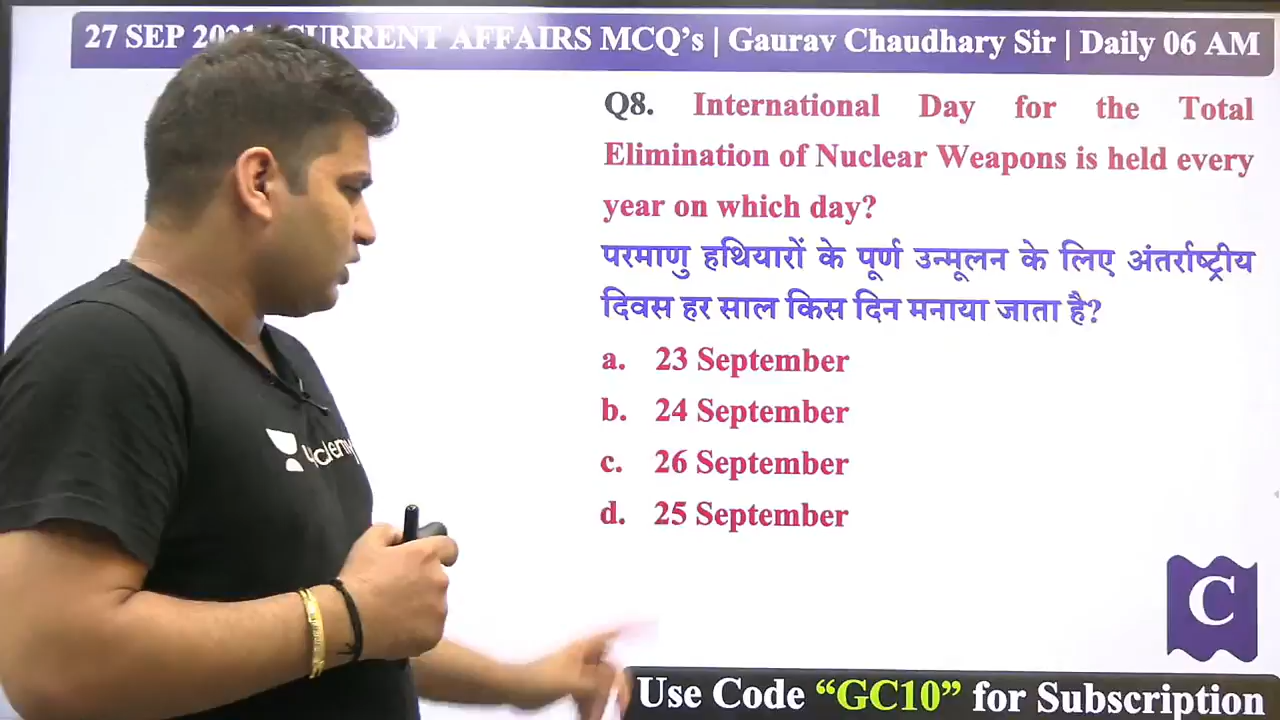 27 SEP 2021 CURRENT AFFAIRS MCQ's | Gaurav Chaudhary Sir | Daily 06 AM
Q8. International Day for the Total
Elimination of Nuclear Weapons is held every
year on which day?
परमाणु हथियारों के पूर्ण उन्मूलन के लिए अंतर्राष्ट्रीय
दिवस हर साल किस दिन मनाया जाता है?
a. 23 September
b. 24 September
c. 26 September
d. 25 September
C
Use Code “GC10” for Subscription